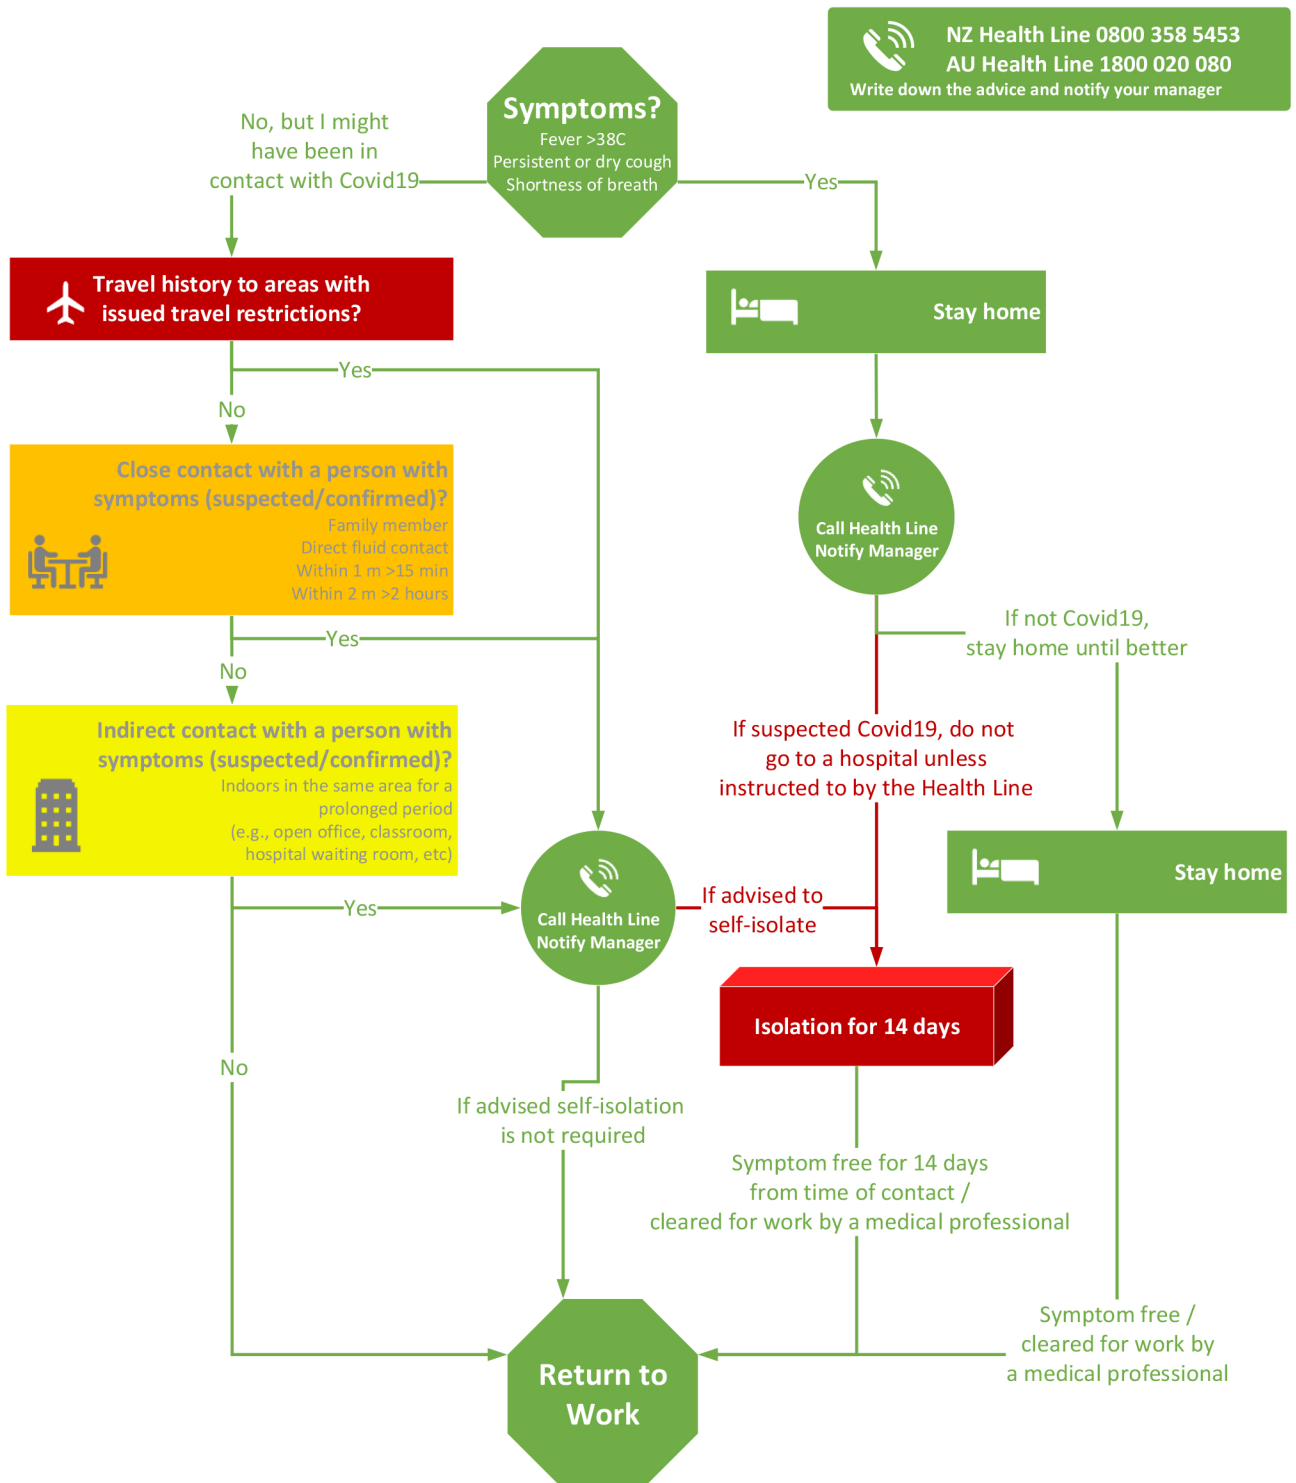 NZ Health Line 0800 358 5453
AU Health Line 1800 020 080
Write down the advice and notify your manager
Symptoms?
Fever >38C
Persistent or dry cough
Shortness of breath
No, but I might
have been in
contact with Covid19
Yes
Travel history to areas with
issued travel restrictions?
Stay home
Yes
No
Close contact with a person with
symptoms (suspected/confirmed)?
Family member
Direct fluid contact
Within 1 m >15 min
Within 2 m >2 hours
Call Health Line
Notify Manager
If not Covid19,
stay home until better
Yes
No
Indirect contact with a person with
symptoms (suspected/confirmed)?
Indoors in the same area for a
prolonged period
(e.g., open office, classroom,
hospital waiting room, etc)
If suspected Covid19, do not
go to a hospital unless
instructed to by the Health Line
Stay home
Yes
Call Health Line
Notify Manager
If advised to
self-isolate
Isolation for 14 days
No
If advised self-isolation
is not required
Symptom free for 14 days
from time of contact /
cleared for work by a medical professional
Symptom free /
cleared for work by
a medical professional
Return to
Work